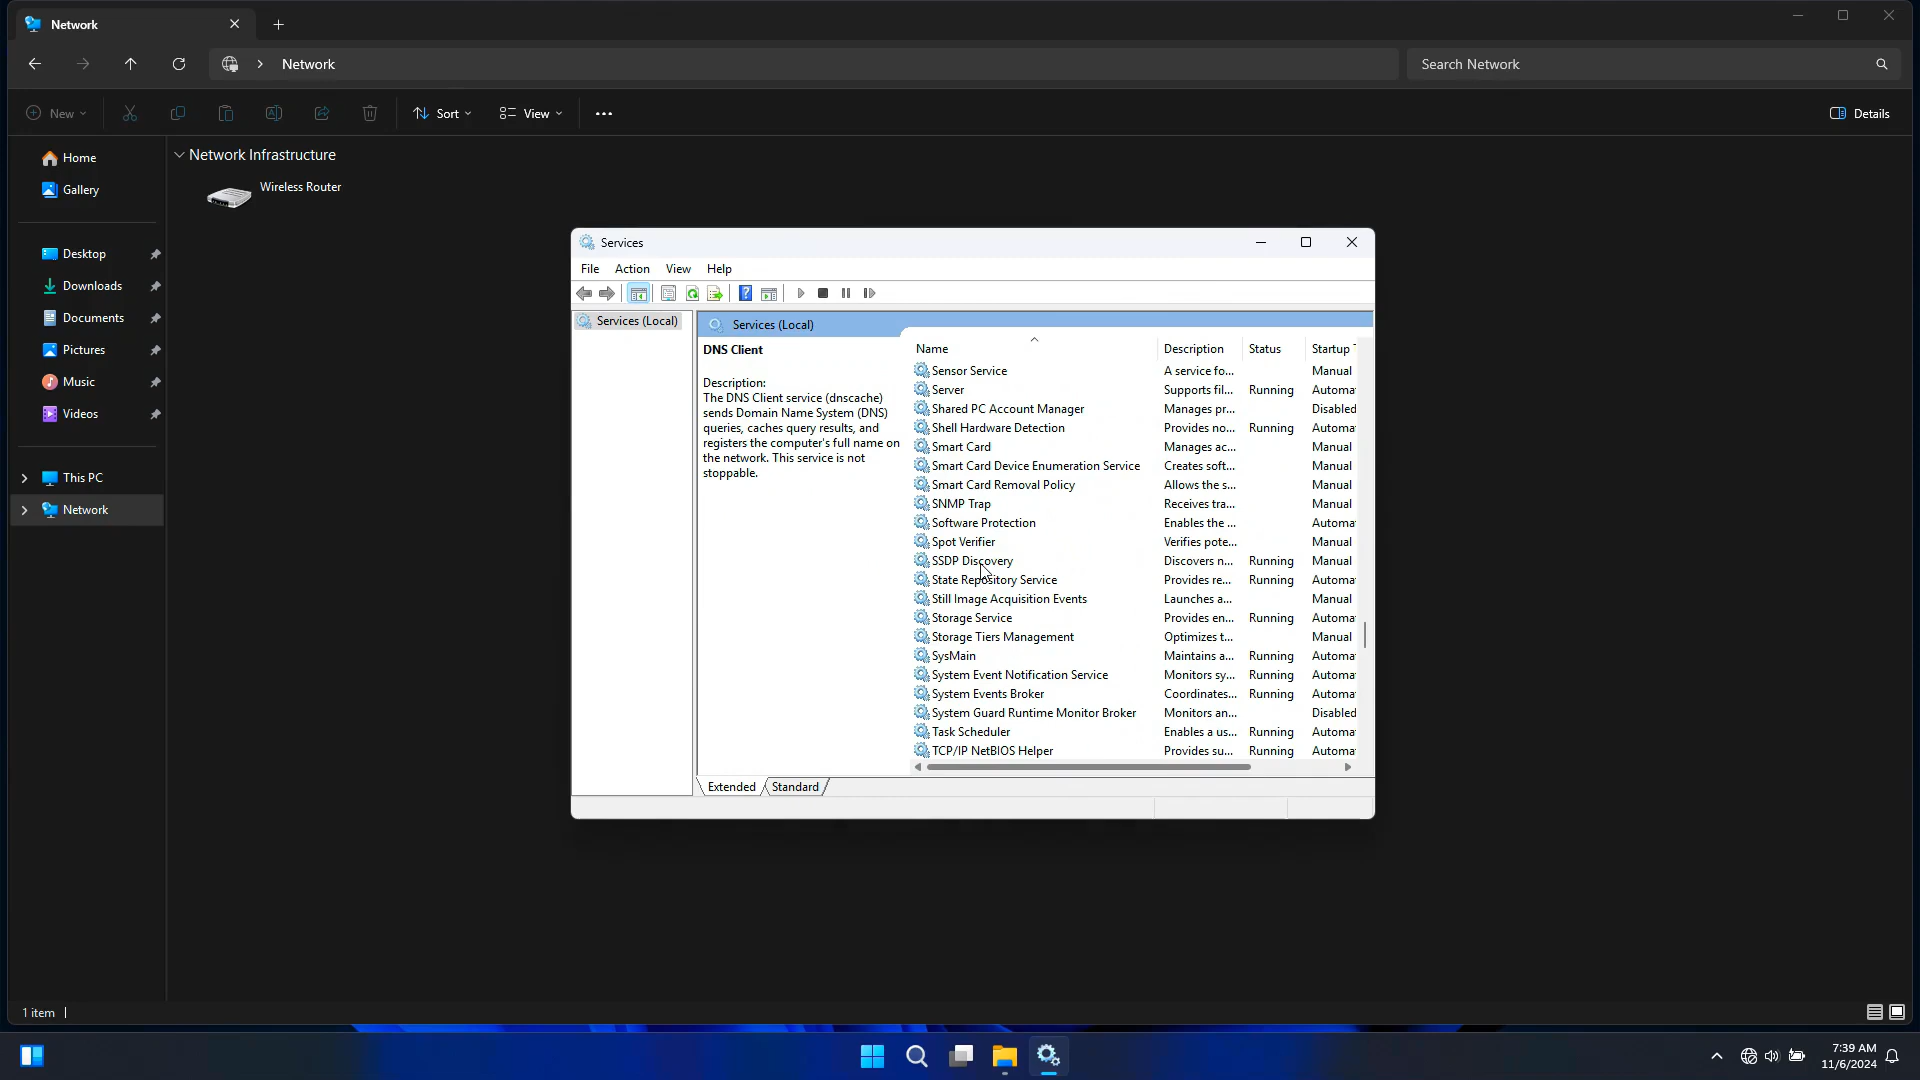 Network
Network
Search Network
New
Sort
View
Details
Home
Gallery
Desktop
Downloads
Documents
Pictures
Music
Videos
This PC
Network
Network Infrastructure
Wireless Router
Services
File Action View Help
Services (Local)
Services (Local)
DNS Client
Description:
The DNS Client service (dnscache)
sends Domain Name System (DNS)
queries, caches query results, and
registers the computer's full name on
the network. This service is not
stoppable.
Name Description Status Startup T
Sensor Service A service fo... Manual
Server Supports fil... Running Automa
Shared PC Account Manager Manages pr... Disabled
Shell Hardware Detection Provides no... Running Automa
Smart Card Manages ac... Manual
Smart Card Device Enumeration Service Creates soft... Manual
Smart Card Removal Policy Allows the s... Manual
SNMP Trap Receives tra... Manual
Software Protection Enables the ... Automa
Spot Verifier Verifies pote... Manual
SSDP Discovery Discovers n... Running Manual
State Repository Service Provides re... Running Automa
Still Image Acquisition Events Launches a... Manual
Storage Service Provides en... Running Automa
Storage Tiers Management Optimizes t... Manual
SysMain Maintains a... Running Automa
System Event Notification Service Monitors sy... Running Automa
System Events Broker Coordinates... Running Automa
System Guard Runtime Monitor Broker Monitors an... Disabled
Task Scheduler Enables a us... Running Automa
TCP/IP NetBIOS Helper Provides su... Running Automa
Extended Standard
1 item
7:39 AM
11/6/2024